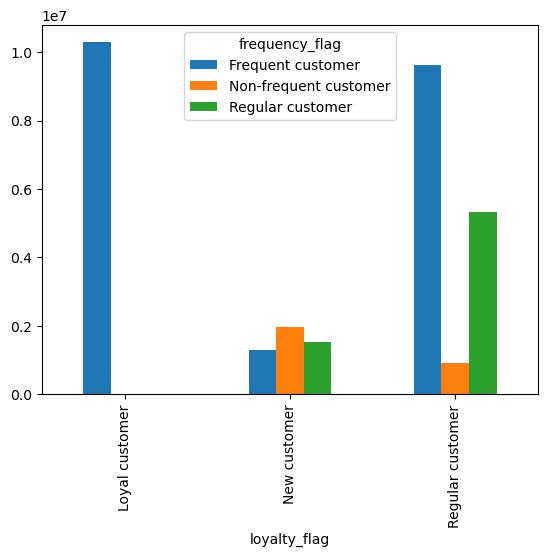 1e7
frequency_flag
Frequent customer
Non-frequent customer
Regular customer
1.0
0.8
0.6
0.4
0.2
0.0
Loyal customer
New customer
Regular customer
loyalty_flag